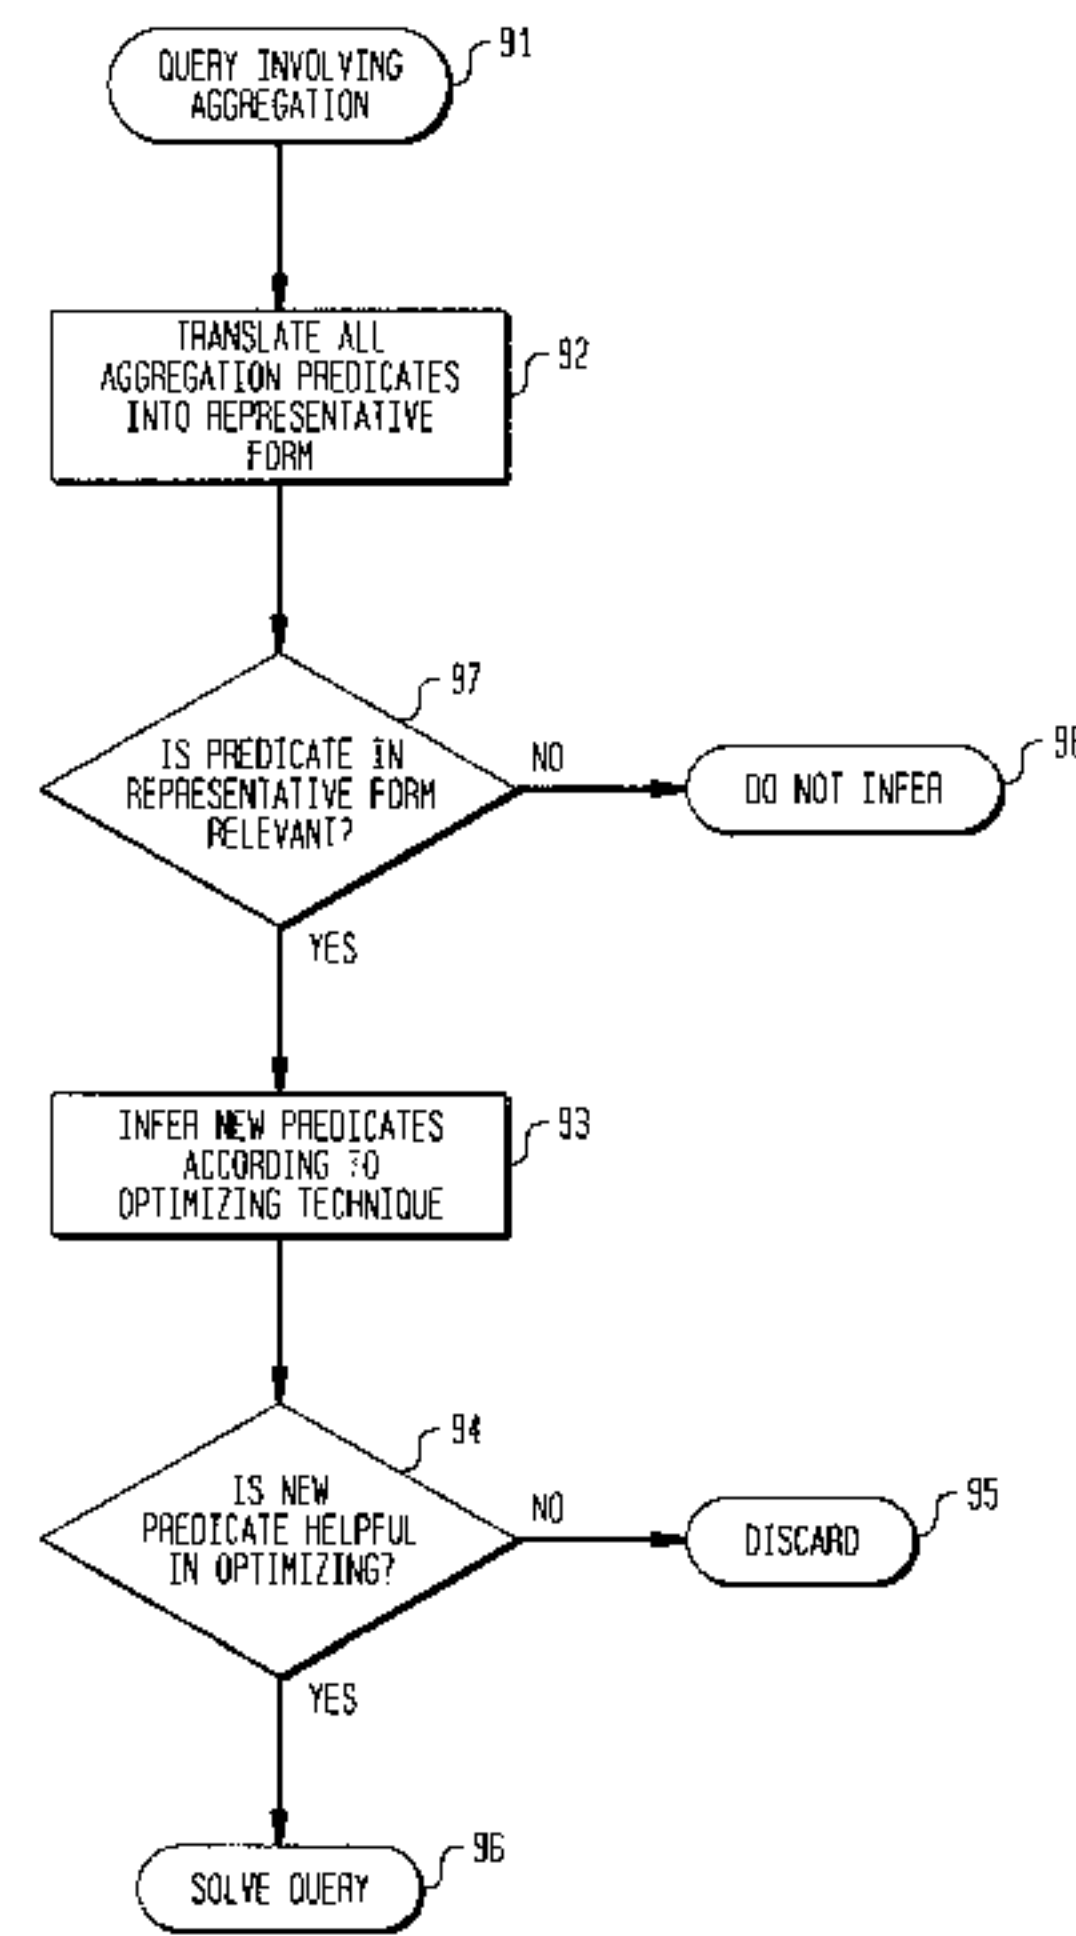 91
QUERY INVOLVING
AGGREGATION
92
TRANSLATE ALL
AGGREGATION PREDICATES
INTO REPRESENTATIVE
FORM
97
IS PREDICATE IN
REPRESENTATIVE FORM
RELEVANT?
NO
DO NOT INFER
YES
93
INFER NEW PREDICATES
ACCORDING TO
OPTIMIZING TECHNIQUE
94
IS NEW
PREDICATE HELPFUL
IN OPTIMIZING?
NO
95
DISCARD
YES
96
SOLVE QUERY